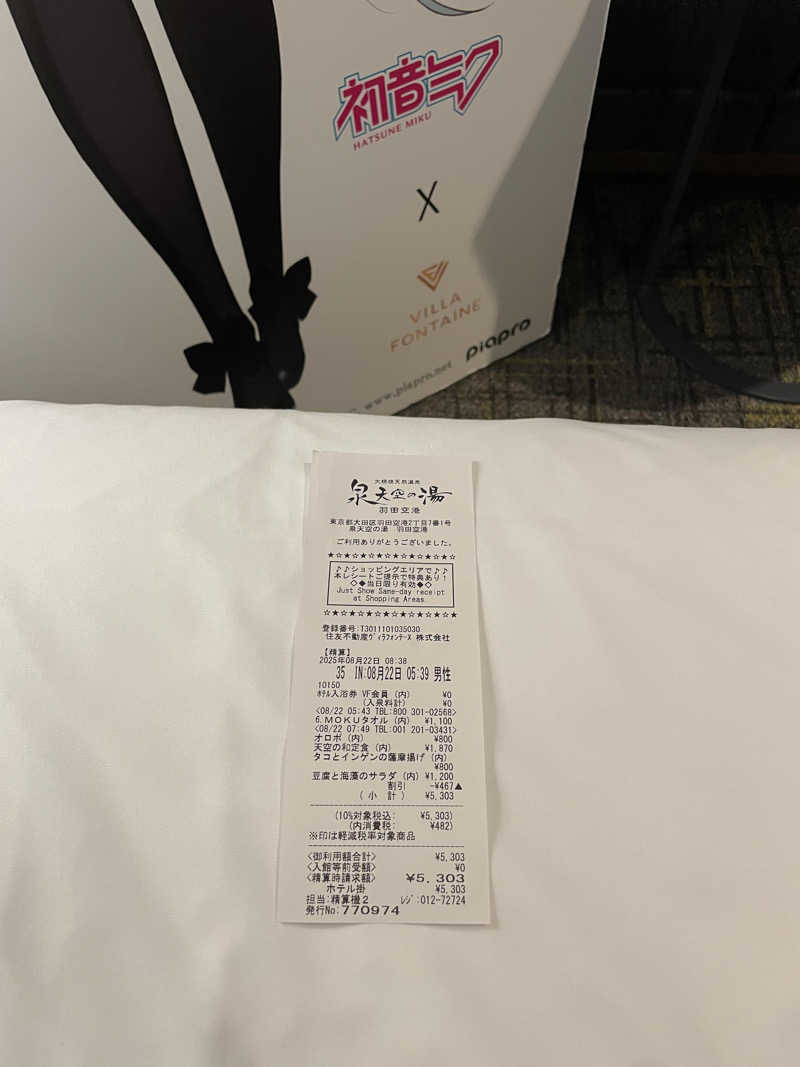 初音ミク
HATSUNE MIKU
X
VILLA
FONTAINE
www.piapro.net
piapro
大規模天然温泉
泉天空の湯
羽田空港
東京都大田区羽田空港2丁目7番1号
泉天空の湯 羽田空港
ご利用ありがとうございました。
★☆★☆★☆★☆★☆★☆★☆★☆★☆
♪♪ショッピングエリアで♪♪
本レシートご提示で特典あり！
◇◆当日限り有効◆◇
Just Show Same-day receipt
at Shopping Areas.
☆★☆★☆★☆★☆★☆★☆★☆★☆★
登録番号:T3011101035030
住友不動産ヴィラフォンテーヌ 株式会社
【精算】
2025年08月22日 08:38
35 IN:08月22日 05:39 男性
10150
ﾎﾃﾙ入浴券 VF会員（内） ¥0
（入泉料計） ¥0
<08/22 05:43 TBL:800 301-02568>
6.MOKUタオル（内） ¥1,100
<08/22 07:49 TBL:001 201-03431>
オロポ（内） ¥800
天空の和定食（内） ¥1,870
タコとインゲンの薩摩揚げ（内）
¥800
豆腐と海藻のサラダ（内） ¥1,200
割引 -¥467▲
（ 小 計 ） ¥5,303
(10%対象税込: ¥5,303)
(内消費税: ¥482)
※印は軽減税率対象商品
<御利用額合計> ¥5,303
<入館等前受額> ¥0
<精算時請求額> ¥5,303
ホテル掛 ¥5,303
担当:精算機2 ﾚｼﾞ:012-72724
発行No:770974